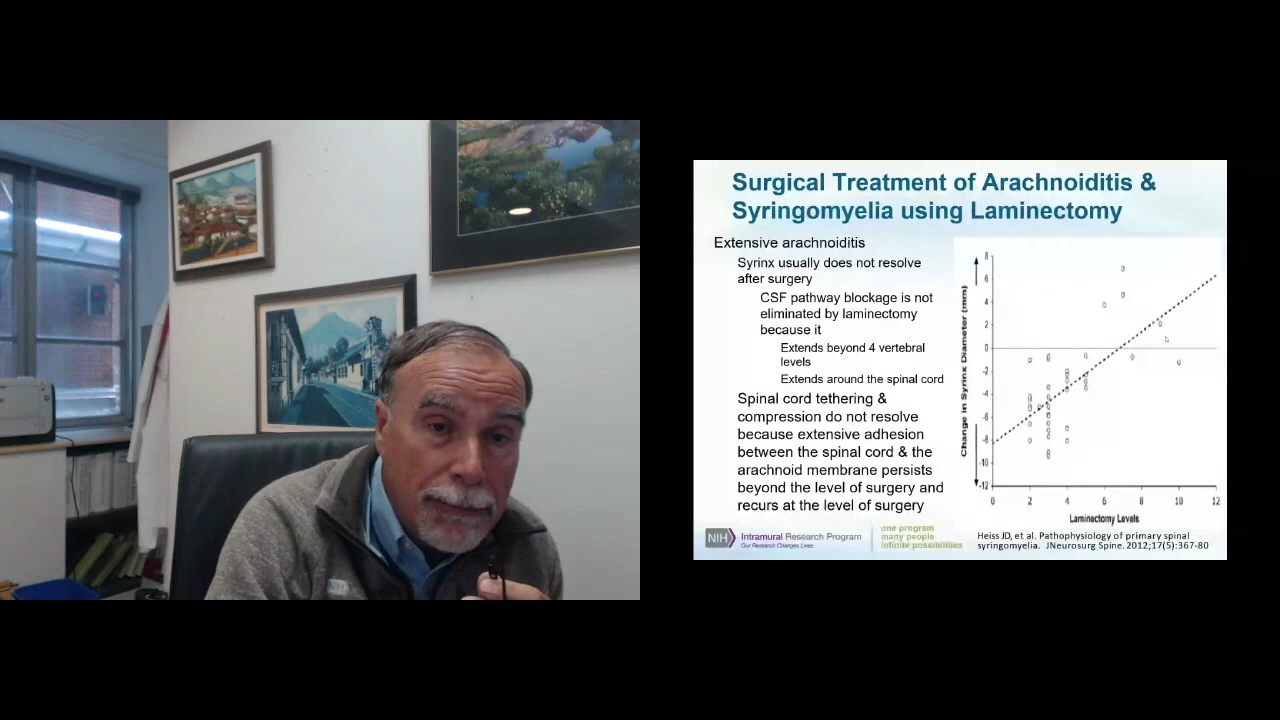 Surgical Treatment of Arachnoiditis &
Syringomyelia using Laminectomy
Extensive arachnoiditis
Syrinx usually does not resolve
after surgery
CSF pathway blockage is not
eliminated by laminectomy
because it
Extends beyond 4 vertebral
levels
Extends around the spinal cord
Spinal cord tethering &
compression do not resolve
because extensive adhesion
between the spinal cord & the
arachnoid membrane persists
beyond the level of surgery and
recurs at the level of surgery
Change in Syrinx Diameter (mm)
8
6
4
2
0
-2
-4
-6
-8
-10
-12
0 2 4 6 8 10 12
Laminectomy Levels
NIH Intramural Research Program
Our Research Changes Lives
one program
many people
infinite possibilities
Heiss JD, et al. Pathophysiology of primary spinal
syringomyelia. JNeurosurg Spine. 2012;17(5):367-80
NIH